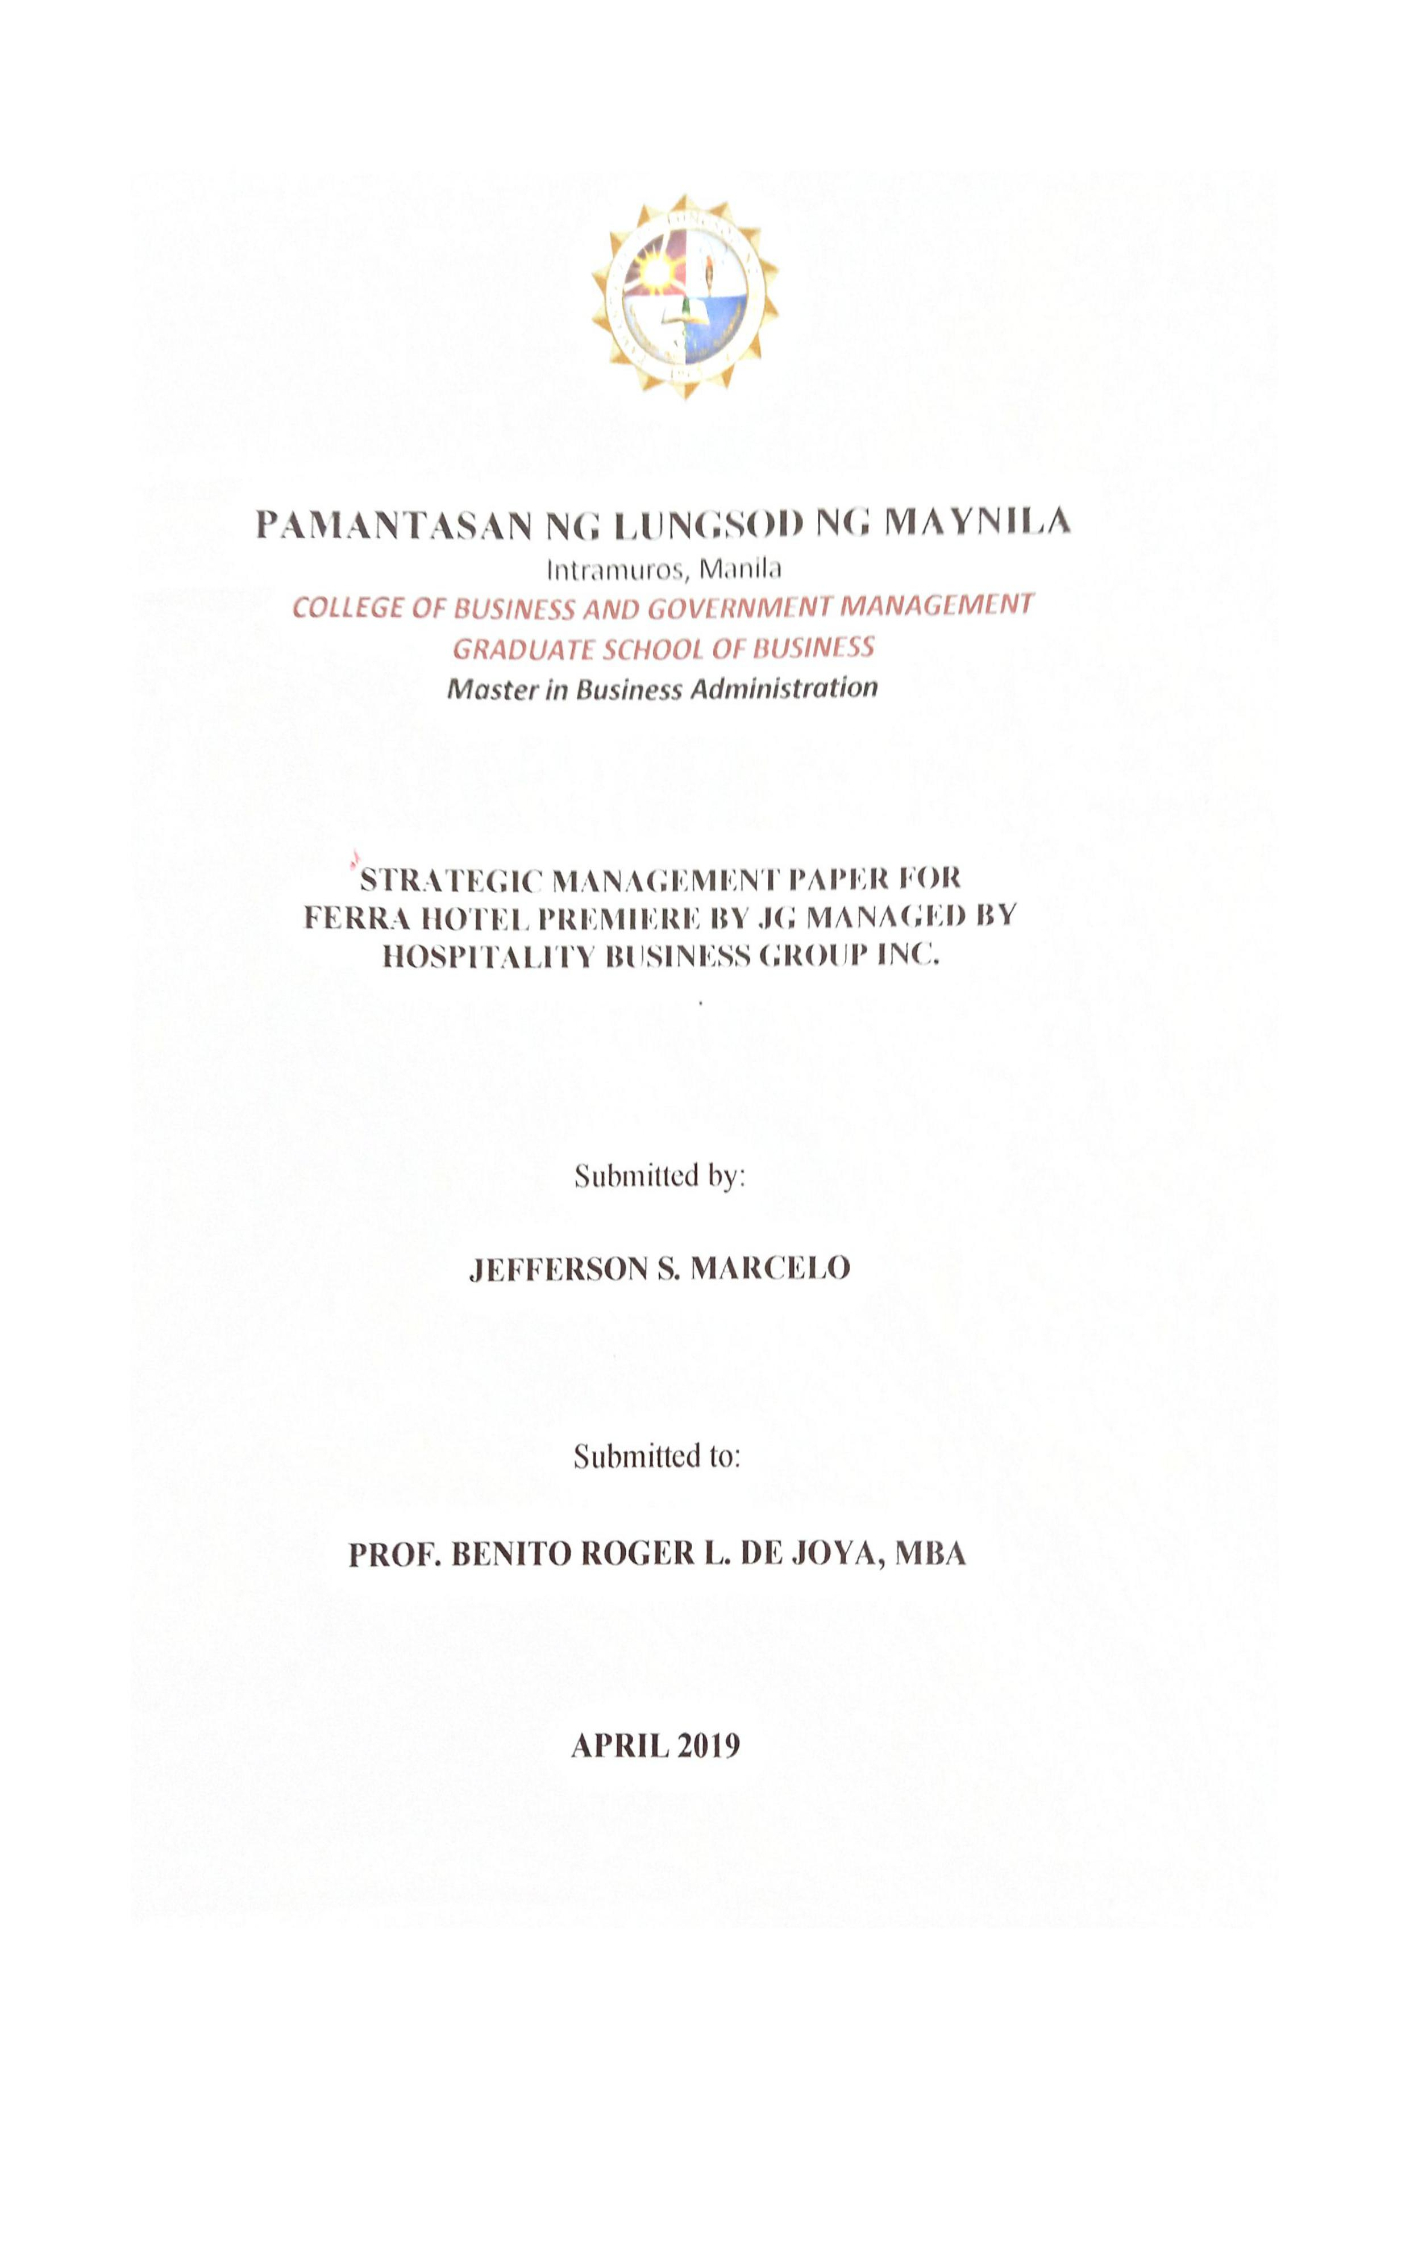 PAMANTASAN NG LUNGSOD NG MAYNILA
Intramuros, Manila
COLLEGE OF BUSINESS AND GOVERNMENT MANAGEMENT
GRADUATE SCHOOL OF BUSINESS
Master in Business Administration
STRATEGIC MANAGEMENT PAPER FOR
FERRA HOTEL PREMIERE BY JG MANAGED BY
HOSPITALITY BUSINESS GROUP INC.
Submitted by:
JEFFERSON S. MARCELO
Submitted to:
PROF. BENITO ROGER L. DE JOYA, MBA
APRIL 2019